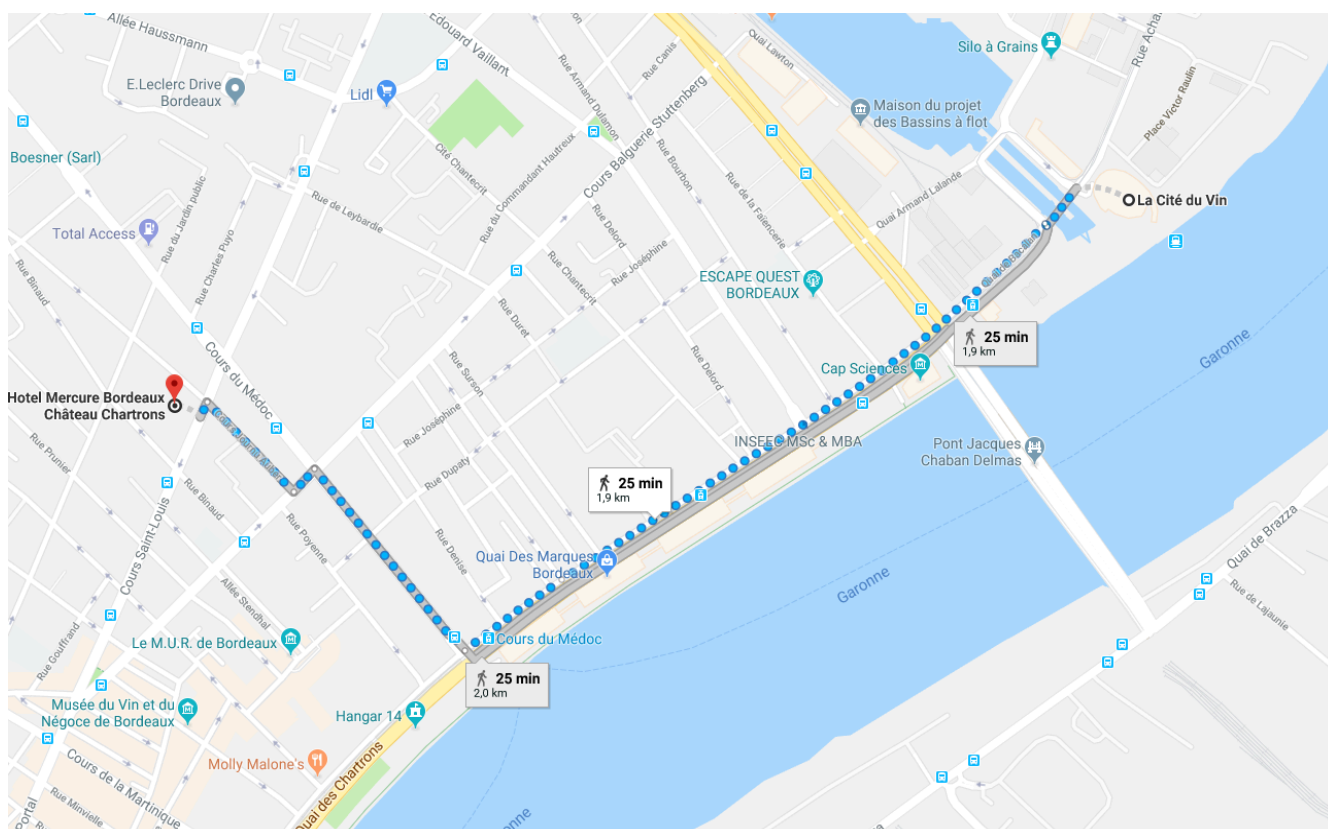 Allée Haussmann
E.Leclerc Drive
Bordeaux
Lidl
Edouard Vaillant
Rue Armand Dulamon
Rue Canis
Quai Lawton
Silo à Grains
Rue Acha
Place Victor Raulin
Maison du projet
des Bassins à flot
Boesner (Sarl)
Cité Chantecrit
Rue du Commandant Hautreux
Cours Balguerie Stuttenberg
Rue Bourbon
Rue de la Faïencerie
Quai Armand Lalande
La Cité du Vin
Rue de Leybardie
Rue du Jardin public
Total Access
Rue Charles Puyo
Rue Delord
Rue Joséphine
Rue Chantecrit
ESCAPE QUEST
BORDEAUX
Rue Binaud
Rue Duret
25 min
1,9 km
Garonne
Cours du Médoc
Rue Surson
Rue Delord
Cap Sciences
Hotel Mercure Bordeaux
Château Chartrons
Rue Joséphine
INSEEC MSc & MBA
Pont Jacques
Chaban Delmas
Rue Prunier
Rue Dupaty
25 min
1,9 km
Rue Binaud
Cours Saint-Louis
Rue Poyenne
Rue Denise
Quai Des Marques
Bordeaux
Garonne
Quai de Brazza
Rue de Lajaunie
Allée Stendhal
Rue Gouffrand
Le M.U.R. de Bordeaux
Cours du Médoc
25 min
2,0 km
Musée du Vin et du
Négoce de Bordeaux
Hangar 14
Molly Malone's
Quai des Chartrons
Cours de la Martinique
Rue Minvielle
Portal